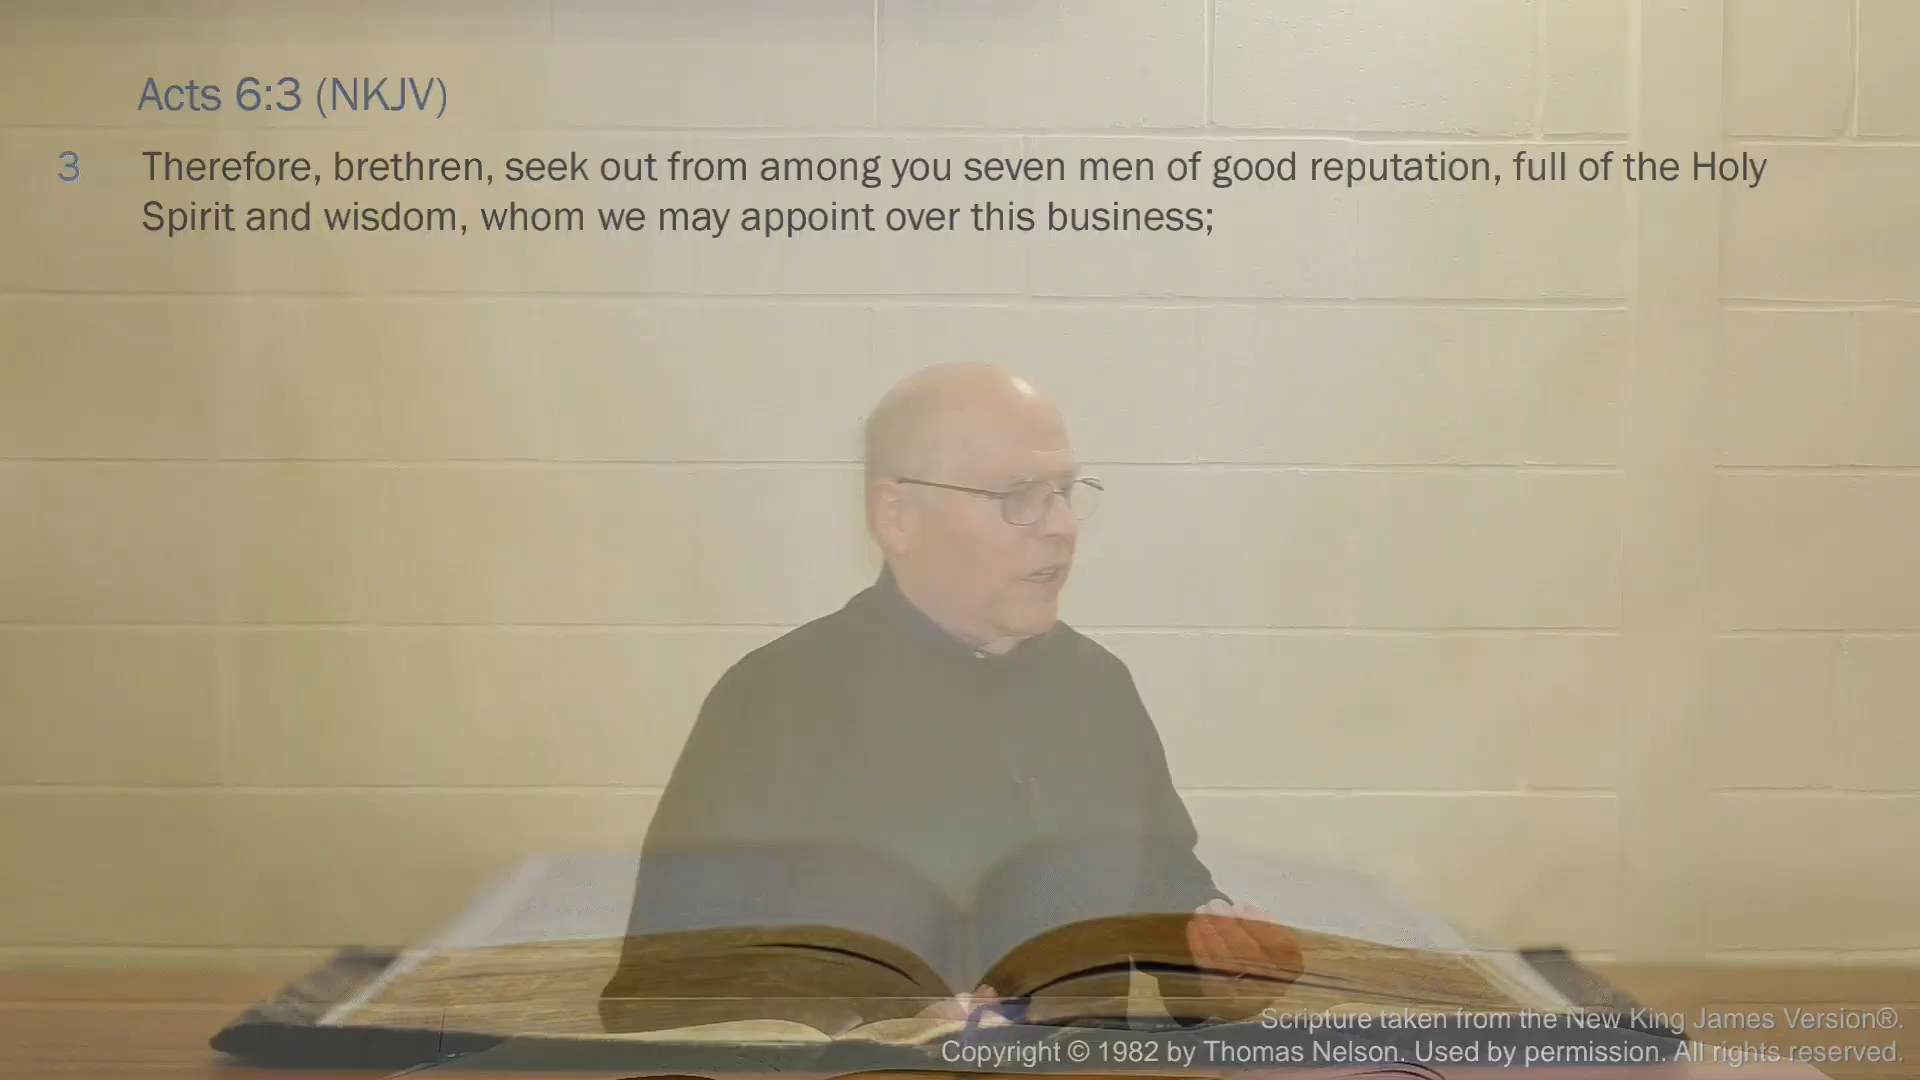 Acts 6:3 (NKJV)
3 Therefore, brethren, seek out from among you seven men of good reputation, full of the Holy
Spirit and wisdom, whom we may appoint over this business;
Scripture taken from the New King James Version®.
Copyright © 1982 by Thomas Nelson. Used by permission. All rights reserved.